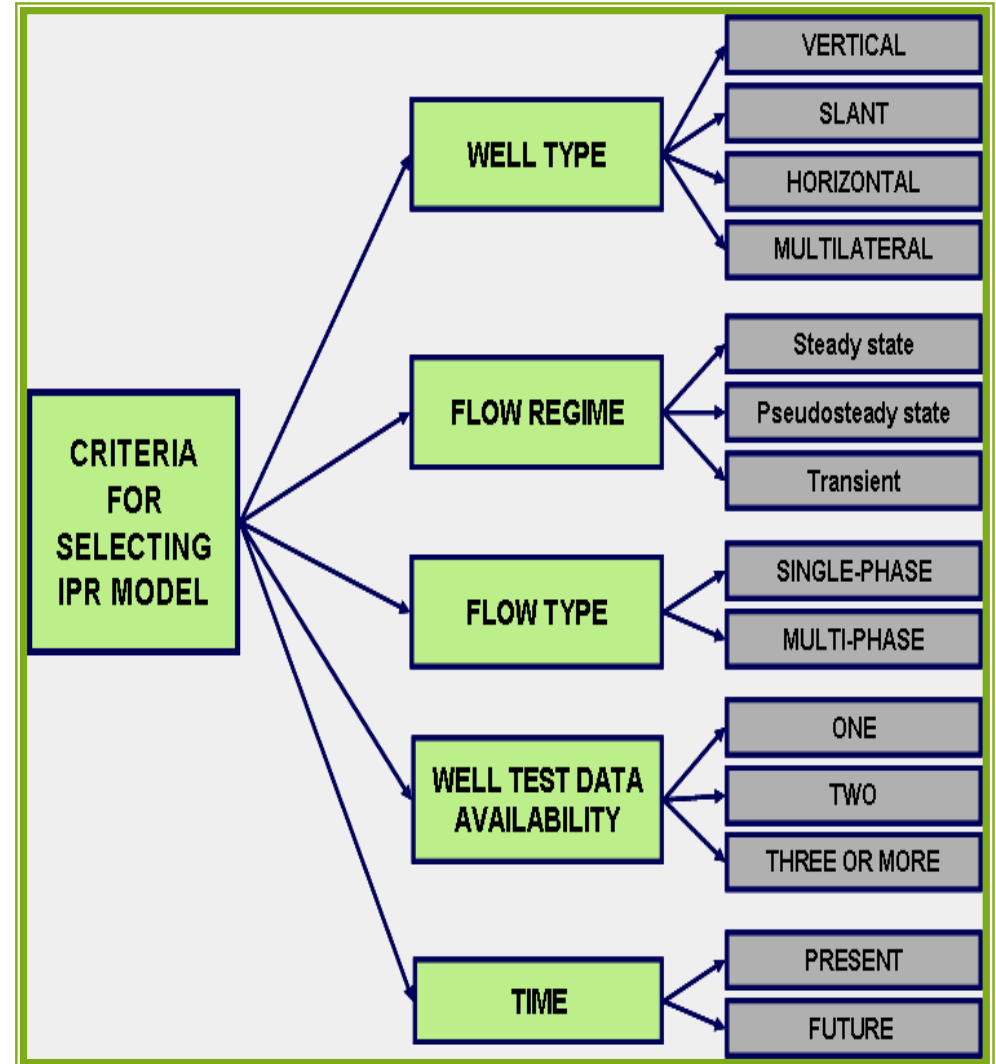 CRITERIA
FOR
SELECTING
IPR MODEL
WELL TYPE
VERTICAL
SLANT
HORIZONTAL
MULTILATERAL
FLOW REGIME
Steady state
Pseudosteady state
Transient
FLOW TYPE
SINGLE-PHASE
MULTI-PHASE
WELL TEST DATA
AVAILABILITY
ONE
TWO
THREE OR MORE
TIME
PRESENT
FUTURE